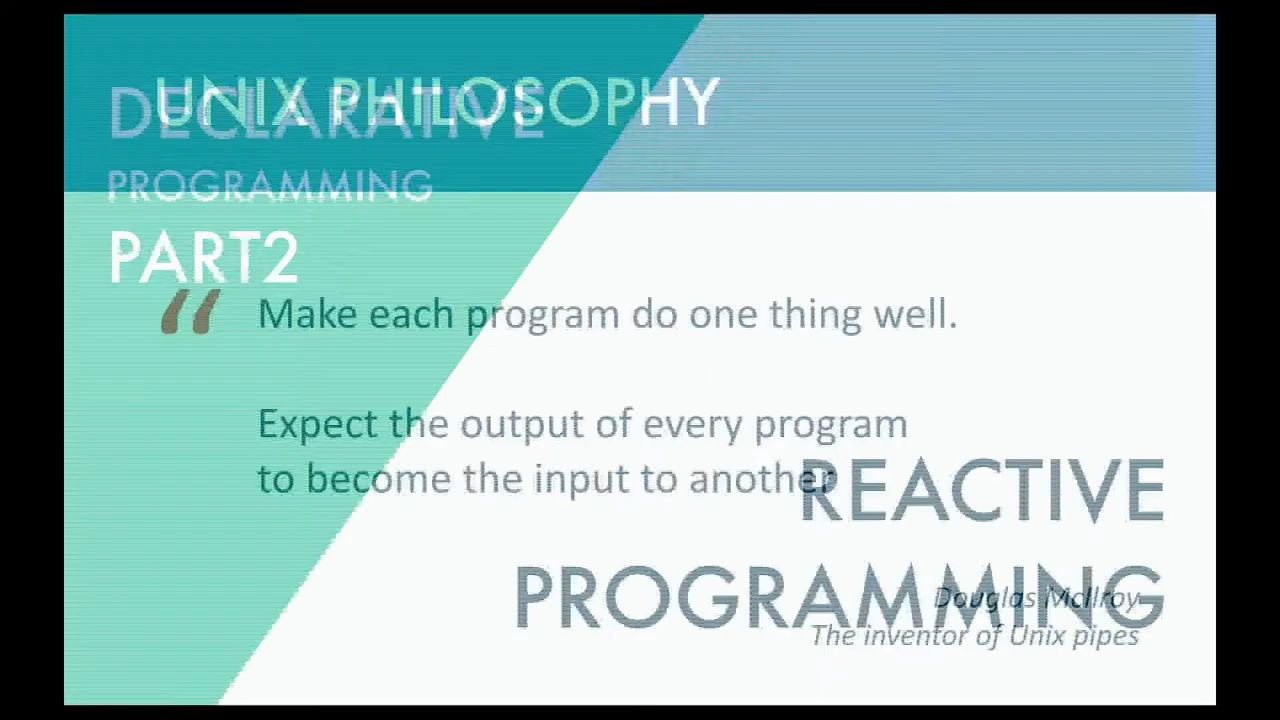 UNIX PHILOSOPHY
DECLARATIVE
PROGRAMMING
PART2
“ Make each program do one thing well.
Expect the output of every program
to become the input to another
REACTIVE
PROGRAMMING
Douglas McIlroy
The inventor of Unix pipes